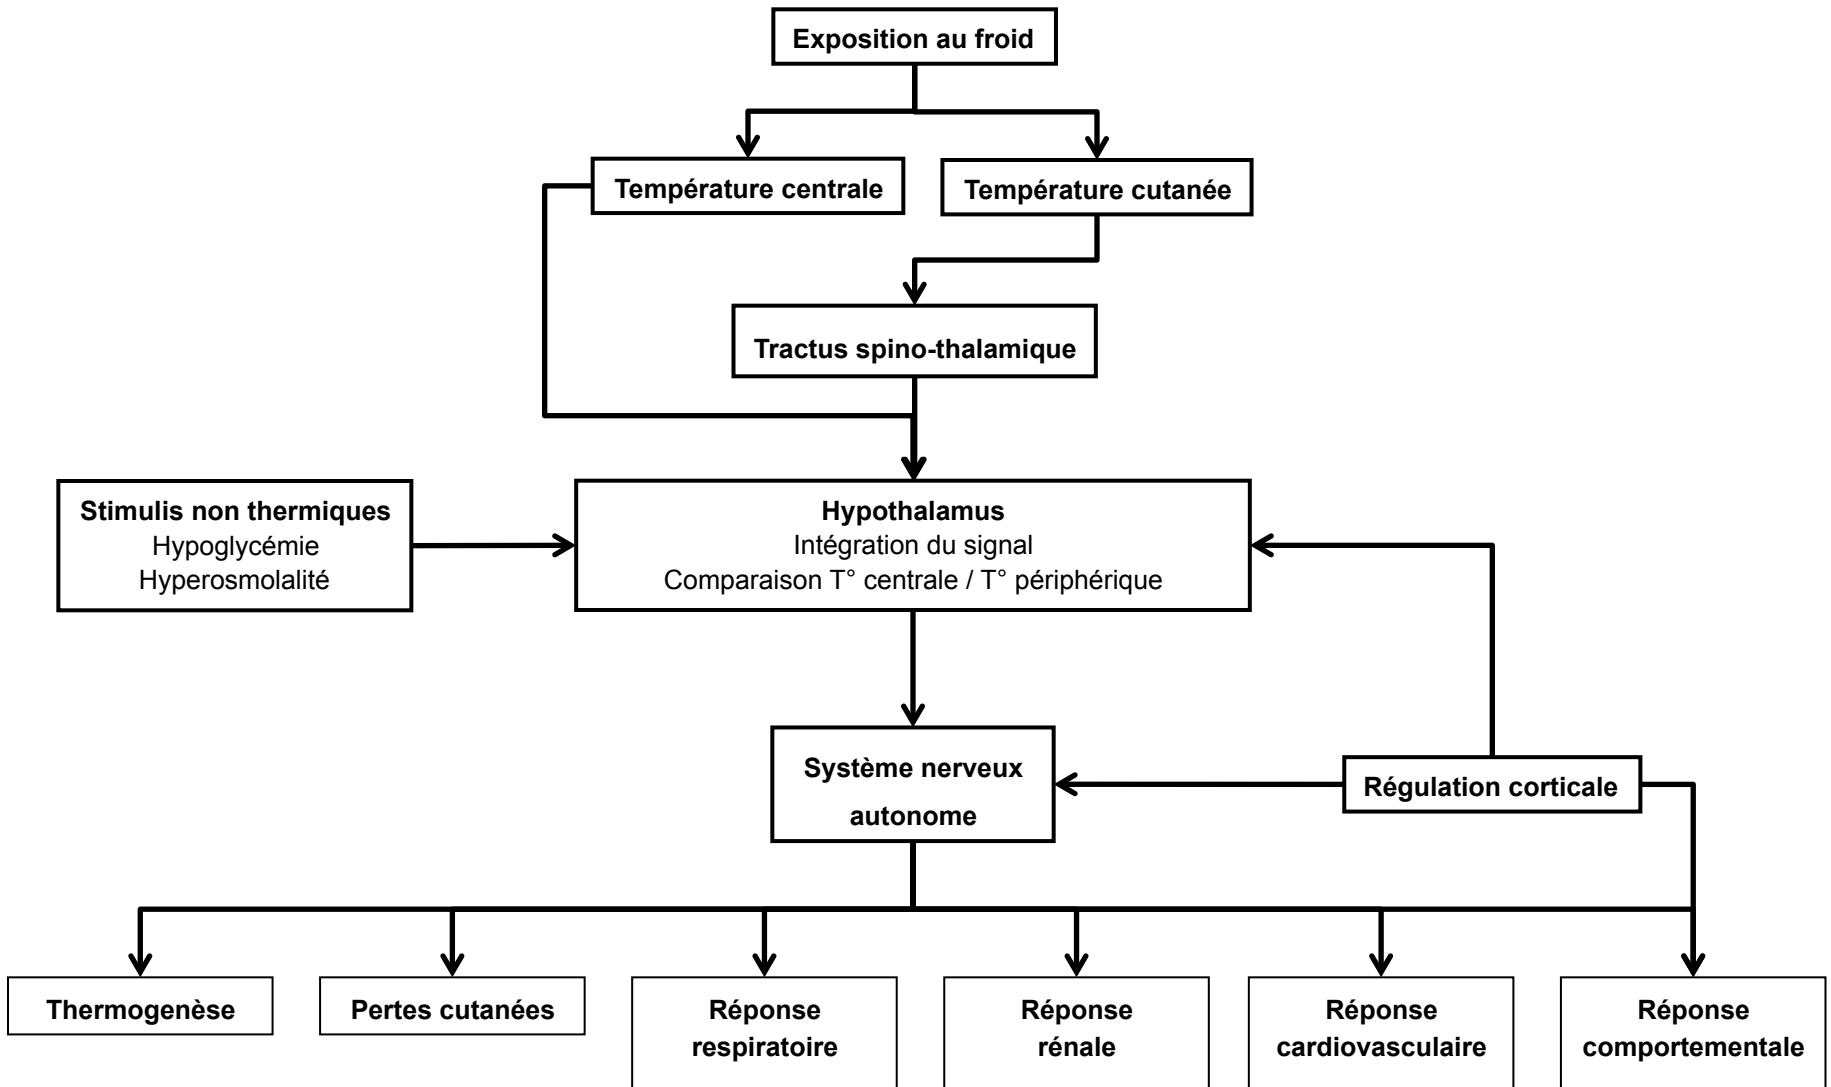 Exposition au froid
Température centrale
Température cutanée
Tractus spino-thalamique
Stimulis non thermiques
Hypoglycémie
Hyperosmolalité
Hypothalamus
Intégration du signal
Comparaison T° centrale / T° périphérique
Système nerveux
autonome
Régulation corticale
Thermogenèse
Pertes cutanées
Réponse
respiratoire
Réponse
rénale
Réponse
cardiovasculaire
Réponse
comportementale